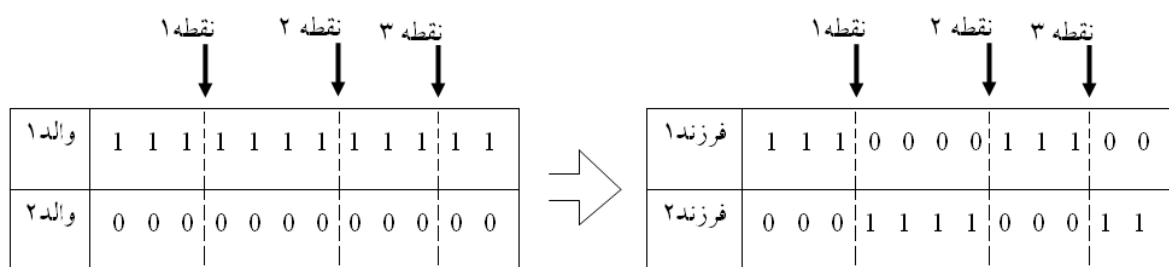 نقطه۱ نقطه ۲ نقطه ۳
والد۱ 1 1 1 1 1 1 1 1 1 1 1 1
والد۲ 0 0 0 0 0 0 0 0 0 0 0 0
نقطه۱ نقطه ۲ نقطه ۳
فرزند۱ 1 1 1 0 0 0 0 1 1 1 0 0
فرزند۲ 0 0 0 1 1 1 1 0 0 0 1 1